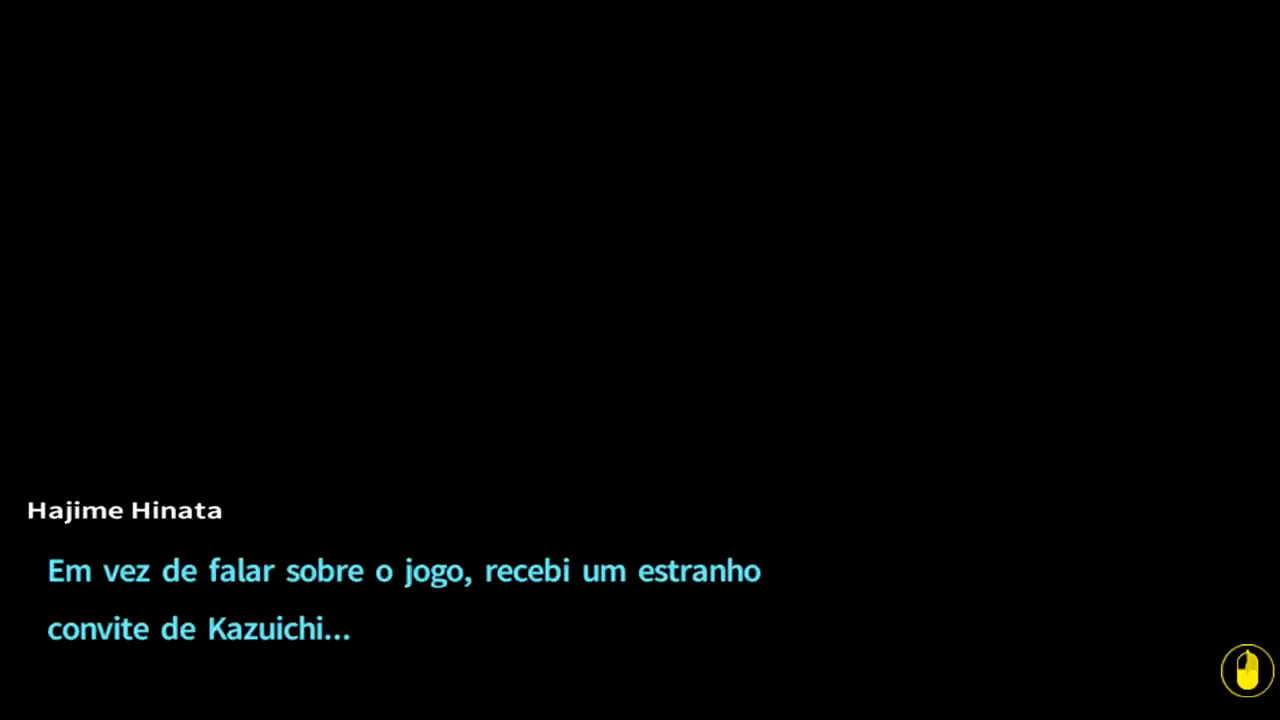 Hajime Hinata
Em vez de falar sobre o jogo, recebi um estranho
convite de Kazuichi...